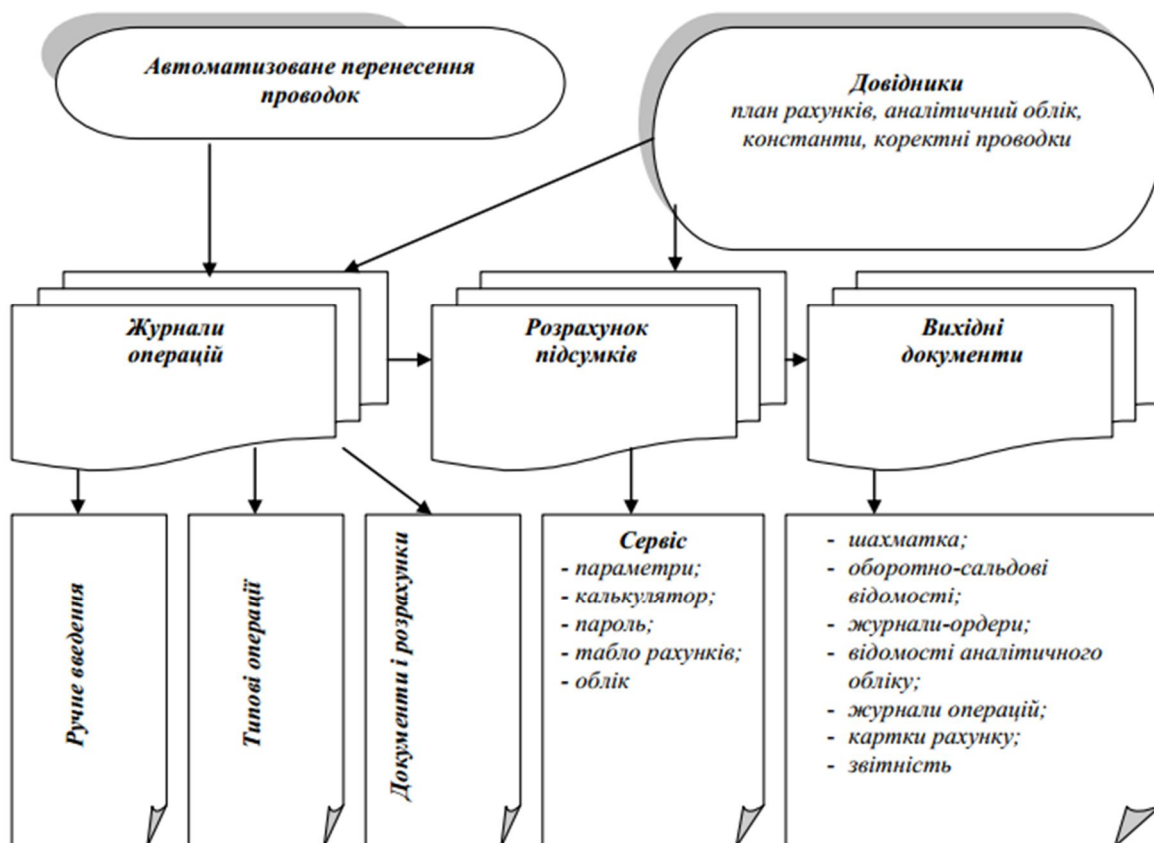 Автоматизоване перенесення
проводок
Довідники
план рахунків, аналітичний облік,
константи, коректні проводки
Журнали
операцій
Розрахунок
підсумків
Вихідні
документи
Ручне введення
Типові операції
Документи і розрахунки
Сервіс
- параметри;
- калькулятор;
- пароль;
- табло рахунків;
- облік
- шахматка;
- оборотно-сальдові
відомості;
- журнали-ордери;
- відомості аналітичного
обліку;
- журнали операцій;
- картки рахунку;
- звітність